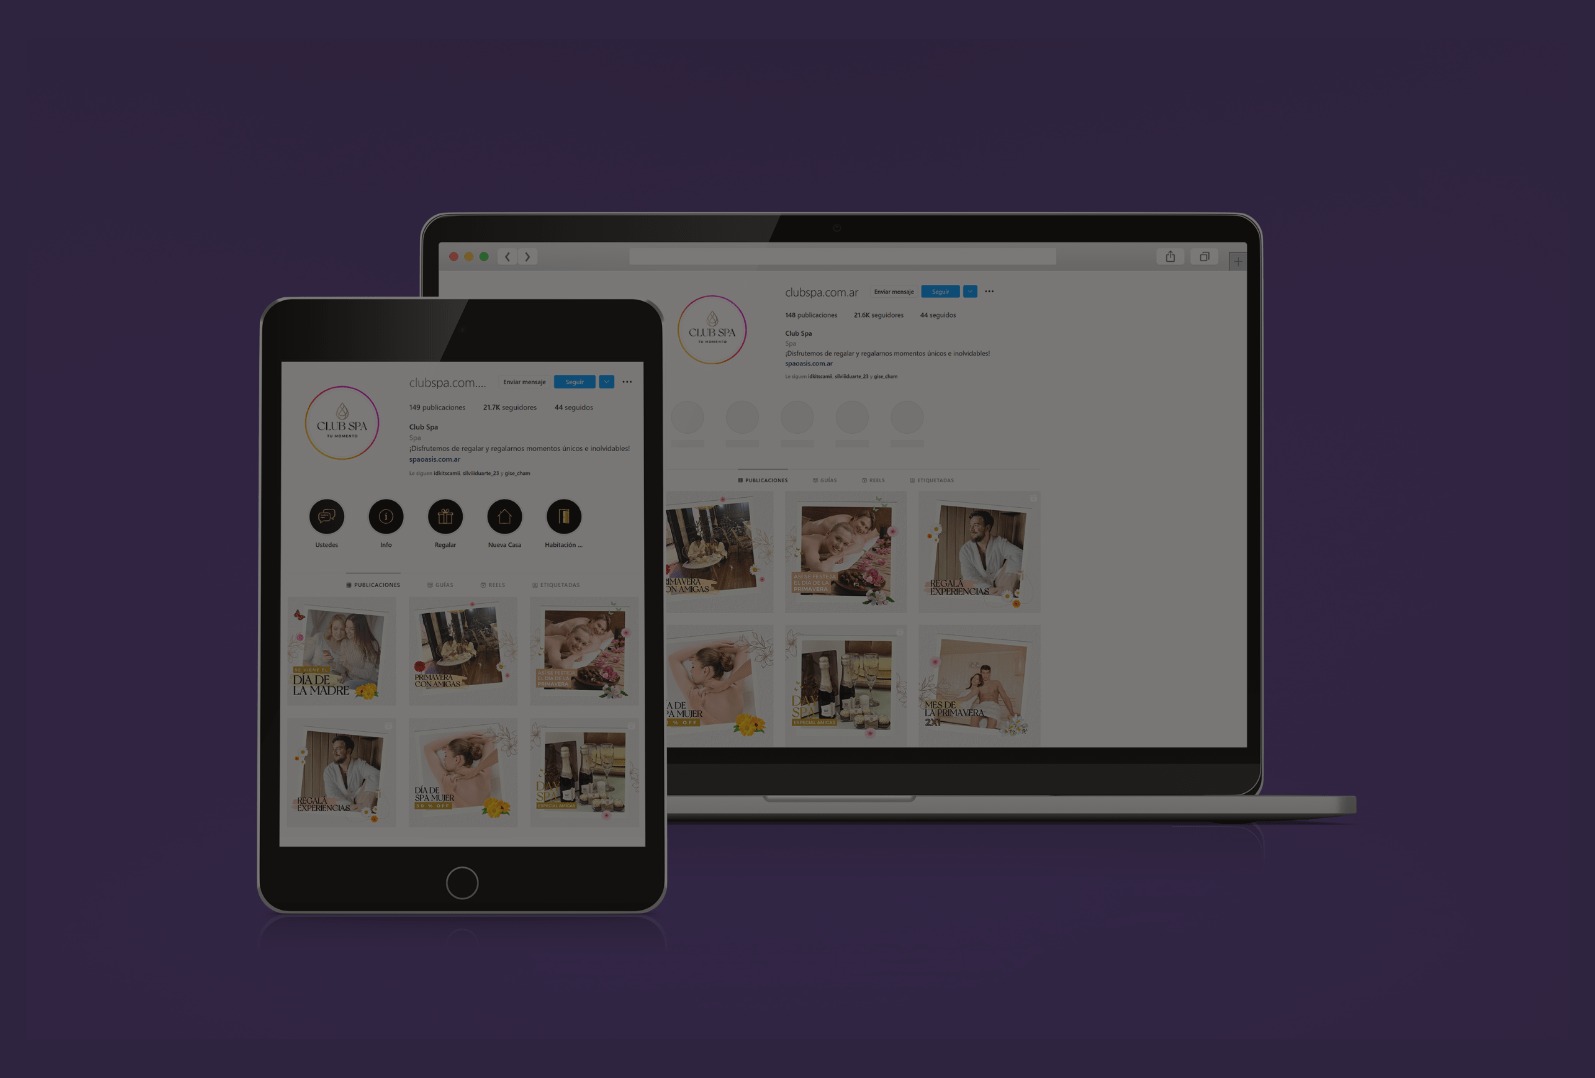 clubspa.com.ar Enviar mensaje Seguir
148 publicaciones 21.6K seguidores 44 seguidos
Club Spa
Spa
¡Disfrutemos de regalar y regalarnos momentos únicos e inolvidables!
spaoasis.com.ar
CLUB SPA
TU MOMENTO
PUBLICACIONES GUÍAS REELS ETIQUETADAS
CON AMIGAS
REGALÁ
EXPERIENCIAS
SPA
MES DE
LA PRIMAVERA
2X1
clubspa.com.... Enviar mensaje Seguir
149 publicaciones 21.7K seguidores 44 seguidos
Club Spa
Spa
¡Disfrutemos de regalar y regalarnos momentos únicos e inolvidables!
spaoasis.com.ar
CLUB SPA
TU MOMENTO
Ustedes Info Regalar Nueva Casa Habitación ...
PUBLICACIONES GUÍAS REELS ETIQUETADAS
DÍA DE
LA MADRE
PRIMAVERA
CON AMIGAS
REGALÁ
EXPERIENCIAS
DÍA DE
SPA MUJER